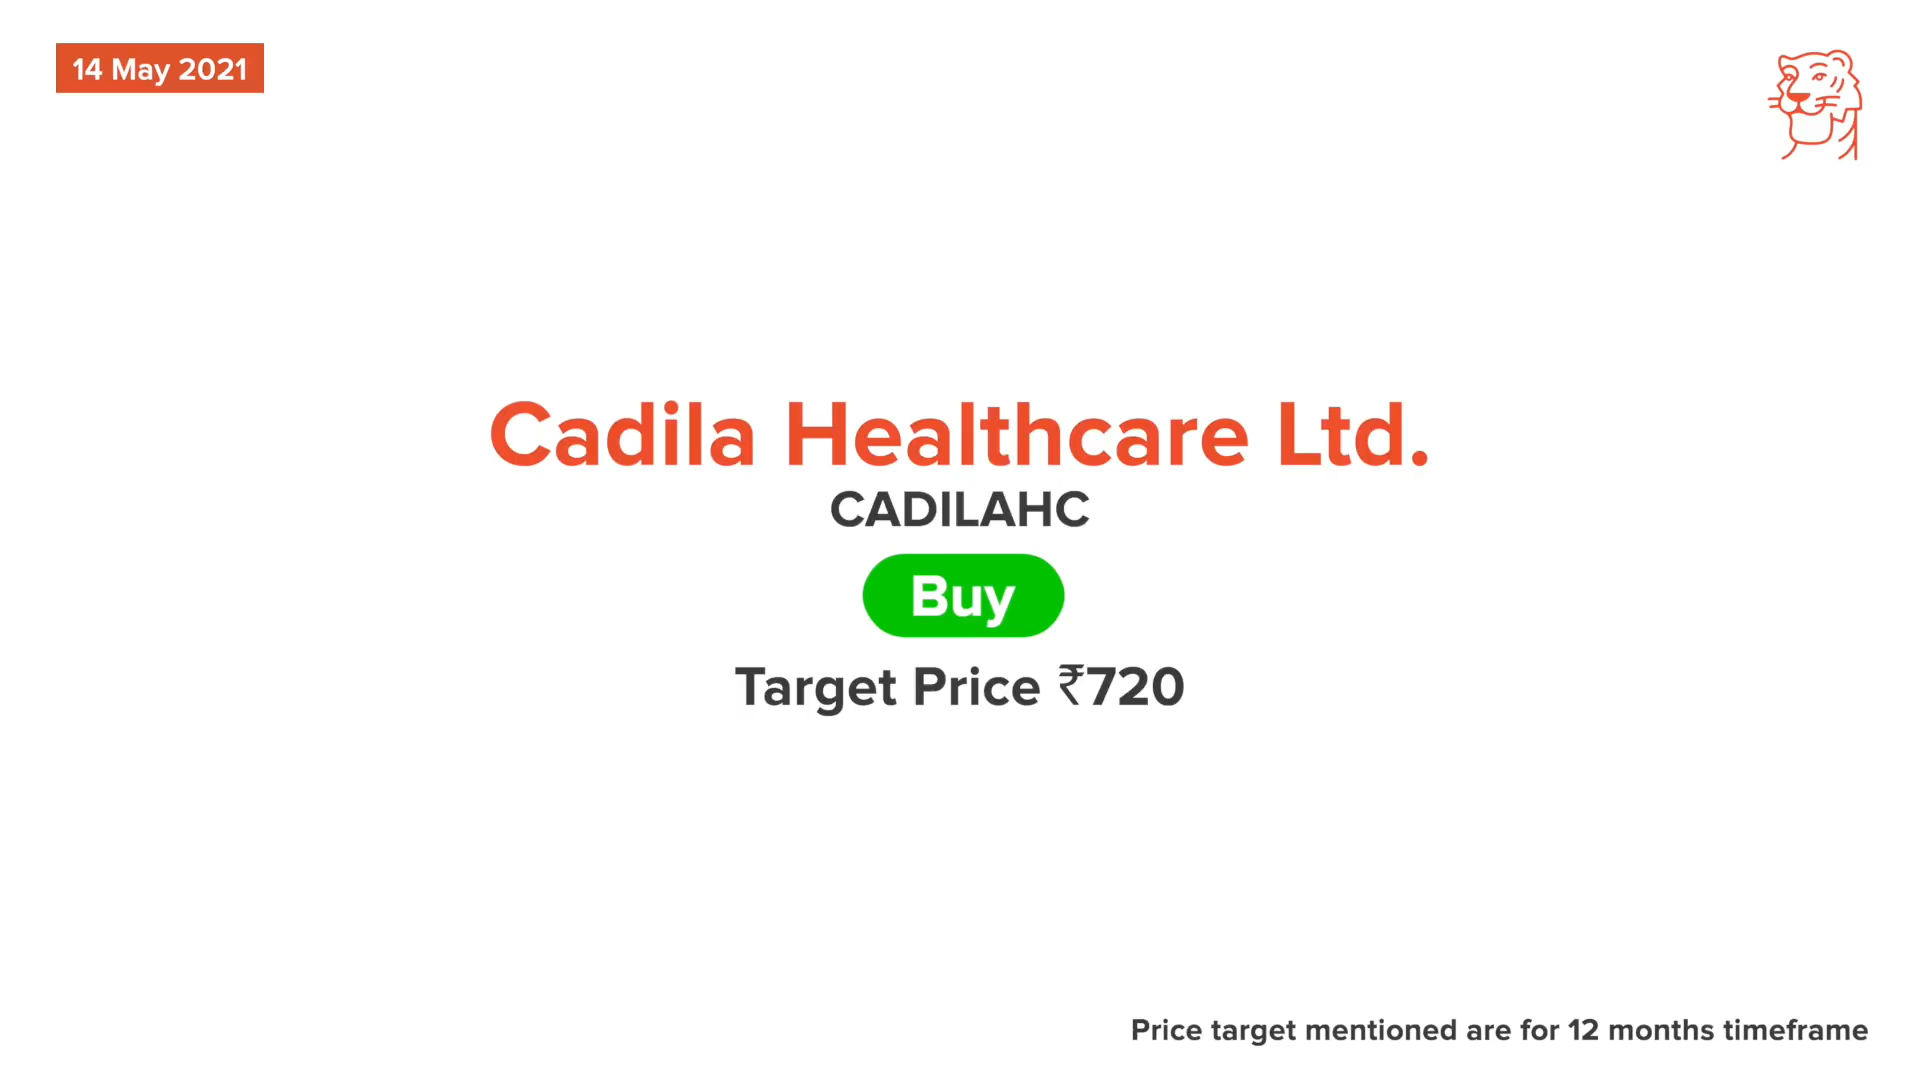 14 May 2021
Cadila Healthcare Ltd.
CADILAHC
Buy
Target Price ₹720
Price target mentioned are for 12 months timeframe